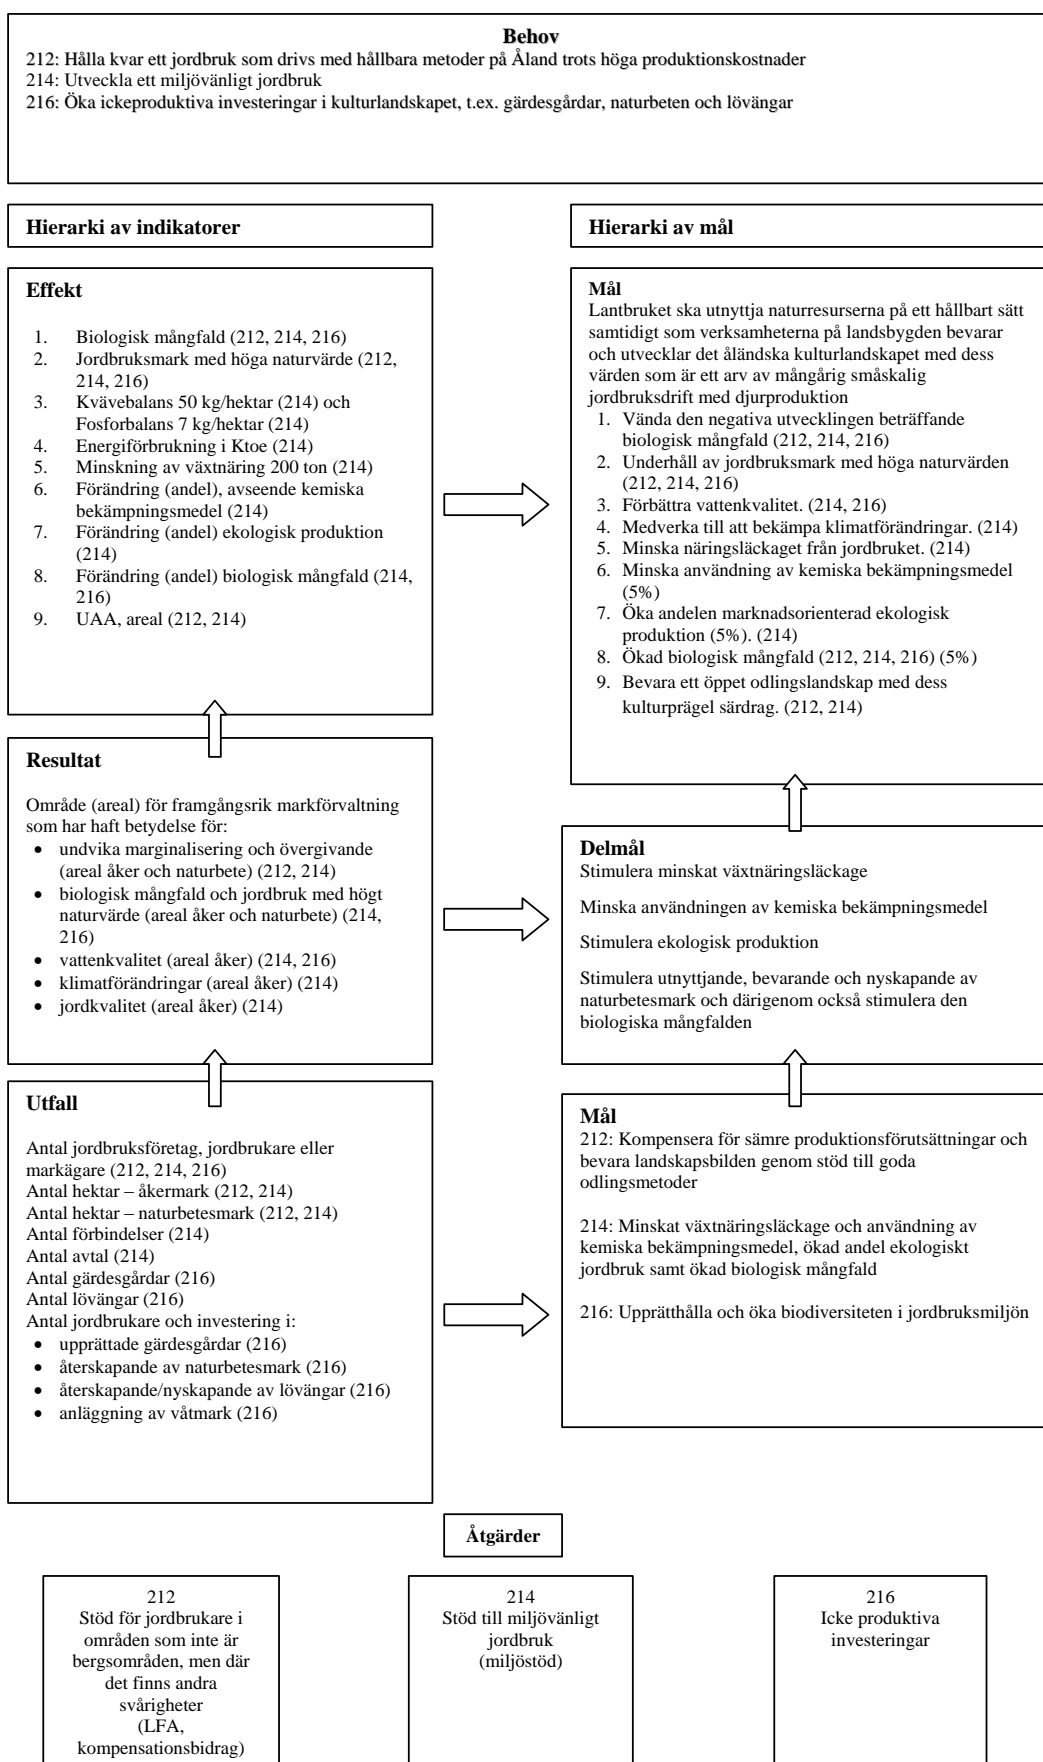 Behov
212: Hålla kvar ett jordbruk som drivs med hållbara metoder på Åland trots höga produktionskostnader
214: Utveckla ett miljövänligt jordbruk
216: Öka ickeproduktiva investeringar i kulturlandskapet, t.ex. gärdesgårdar, naturbeten och lövängar
Hierarki av indikatorer
Effekt
1. Biologisk mångfald (212, 214, 216)
2. Jordbruksmark med höga naturvärde (212,
214, 216)
3. Kvävebalans 50 kg/hektar (214) och
Fosforbalans 7 kg/hektar (214)
4. Energiförbrukning i Ktoe (214)
5. Minskning av växtnäring 200 ton (214)
6. Förändring (andel), avseende kemiska
bekämpningsmedel (214)
7. Förändring (andel) ekologisk produktion
(214)
8. Förändring (andel) biologisk mångfald (214,
216)
9. UAA, areal (212, 214)
Resultat
Område (areal) för framgångsrik markförvaltning
som har haft betydelse för:
• undvika marginalisering och övergivande
(areal åker och naturbete) (212, 214)
• biologisk mångfald och jordbruk med högt
naturvärde (areal åker och naturbete) (214,
216)
• vattenkvalitet (areal åker) (214, 216)
• klimatförändringar (areal åker) (214)
• jordkvalitet (areal åker) (214)
Utfall
Antal jordbruksföretag, jordbrukare eller
markägare (212, 214, 216)
Antal hektar – åkermark (212, 214)
Antal hektar – naturbetesmark (212, 214)
Antal förbindelser (214)
Antal avtal (214)
Antal gärdesgårdar (216)
Antal lövängar (216)
Antal jordbrukare och investering i:
• upprättade gärdesgårdar (216)
• återskapande av naturbetesmark (216)
• återskapande/nyskapande av lövängar (216)
• anläggning av våtmark (216)
Hierarki av mål
Mål
Lantbruket ska utnyttja naturresurserna på ett hållbart sätt
samtidigt som verksamheterna på landsbygden bevarar
och utvecklar det åländska kulturlandskapet med dess
värden som är ett arv av mångårig småskalig
jordbruksdrift med djurproduktion
1. Vända den negativa utvecklingen beträffande
biologisk mångfald (212, 214, 216)
2. Underhåll av jordbruksmark med höga naturvärden
(212, 214, 216)
3. Förbättra vattenkvalitet. (214, 216)
4. Medverka till att bekämpa klimatförändringar. (214)
5. Minska näringsläckaget från jordbruket. (214)
6. Minska användning av kemiska bekämpningsmedel
(5%)
7. Öka andelen marknadsorienterad ekologisk
produktion (5%). (214)
8. Ökad biologisk mångfald (212, 214, 216) (5%)
9. Bevara ett öppet odlingslandskap med dess
kulturprägel särdrag. (212, 214)
Delmål
Stimulera minskat växtnäringsläckage
Minska användningen av kemiska bekämpningsmedel
Stimulera ekologisk produktion
Stimulera utnyttjande, bevarande och nyskapande av
naturbetesmark och därigenom också stimulera den
biologiska mångfalden
Mål
212: Kompensera för sämre produktionsförutsättningar och
bevara landskapsbilden genom stöd till goda
odlingsmetoder
214: Minskat växtnäringsläckage och användning av
kemiska bekämpningsmedel, ökad andel ekologiskt
jordbruk samt ökad biologisk mångfald
216: Upprätthålla och öka biodiversiteten i jordbruksmiljön
Åtgärder
212
Stöd för jordbrukare i
områden som inte är
bergsområden, men där
det finns andra
svårigheter
(LFA,
kompensationsbidrag)
214
Stöd till miljövänligt
jordbruk
(miljöstöd)
216
Icke produktiva
investeringar